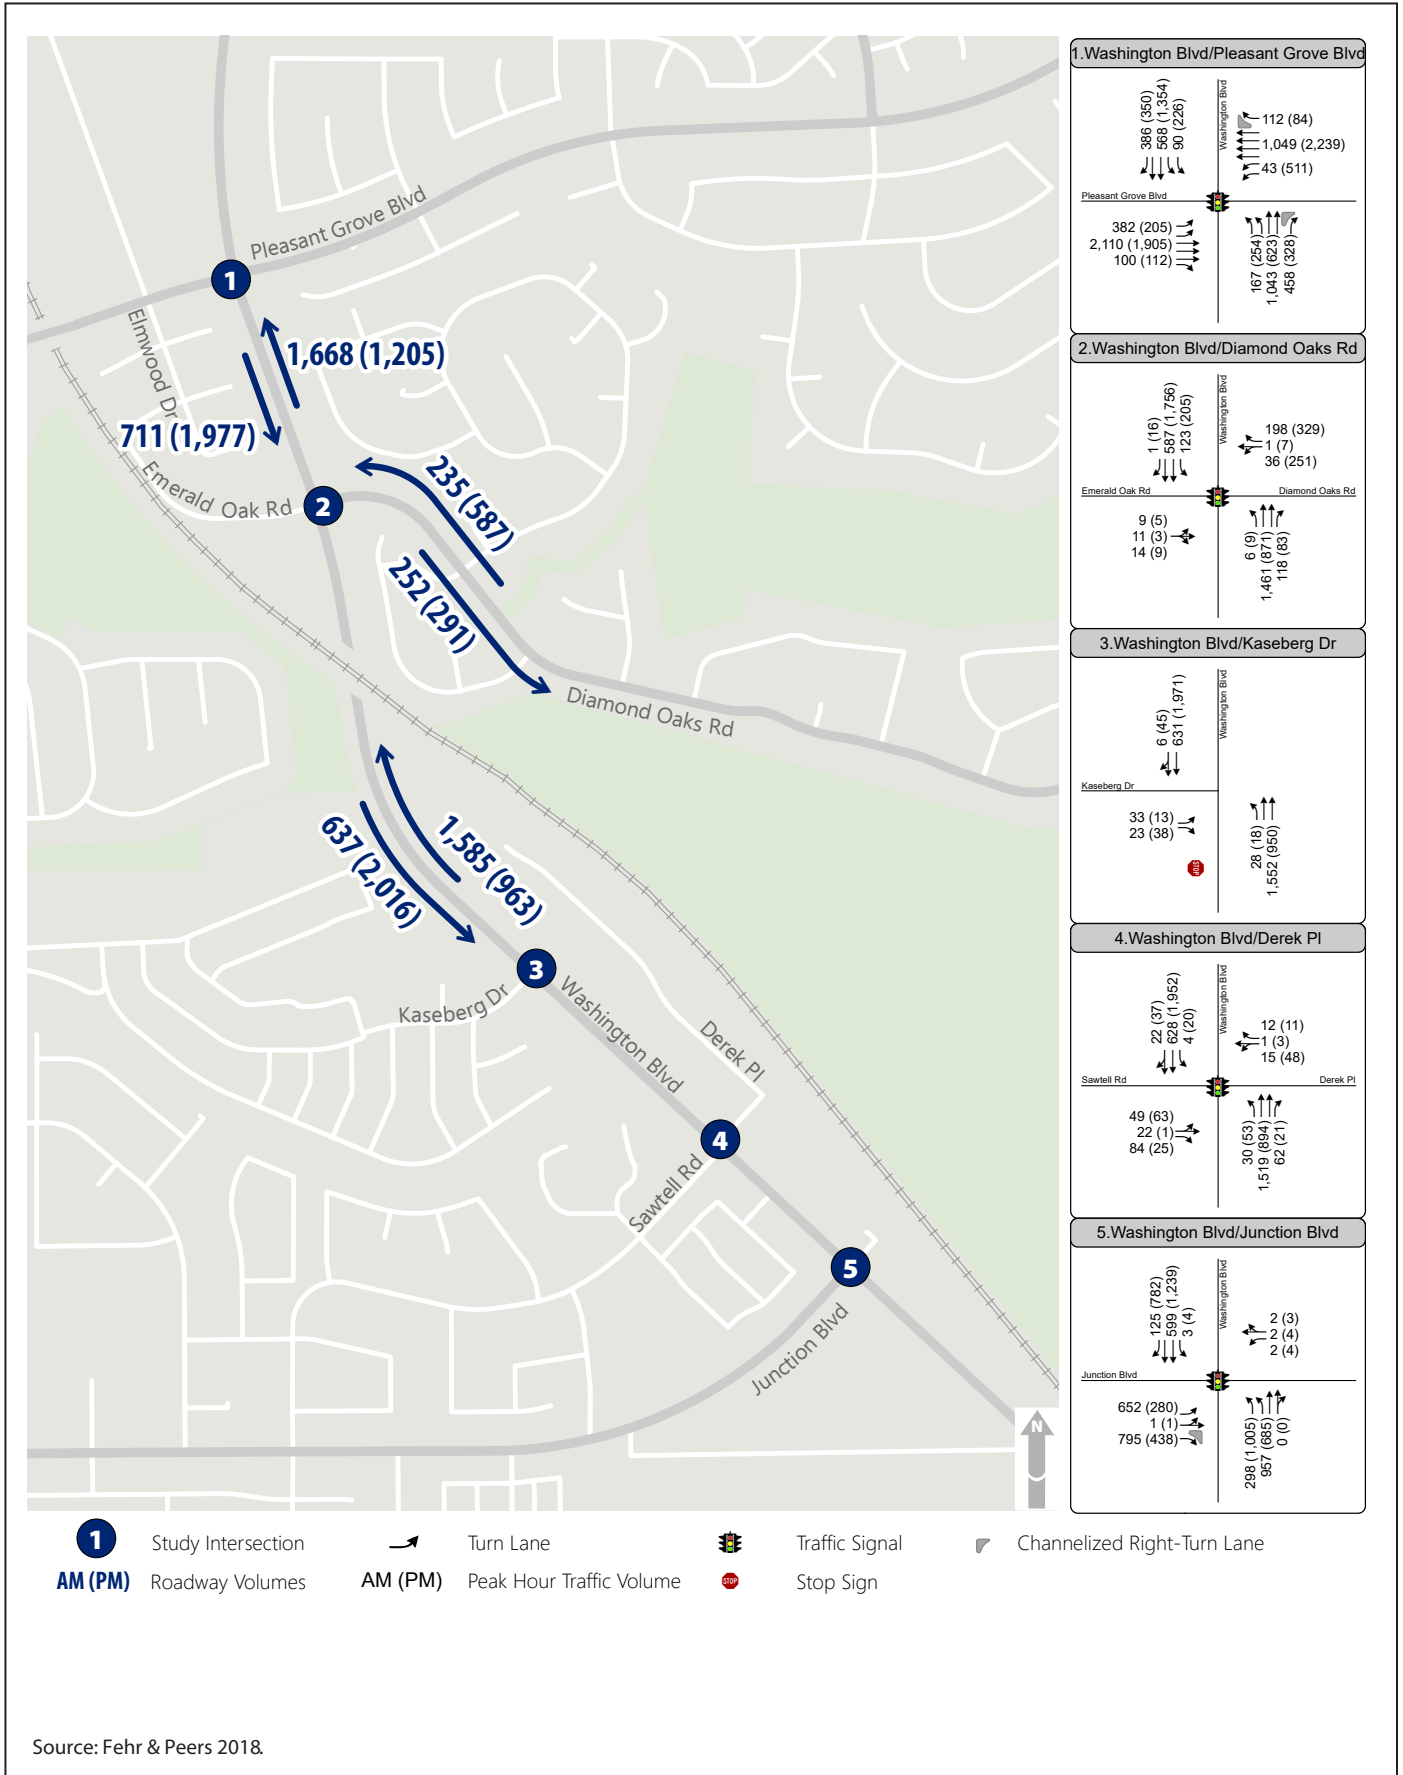 Pleasant Grove Blvd
1
Elmwood Dr
1,668 (1,205)
711 (1,977)
Emerald Oak Rd
2
235 (587)
252 (291)
Diamond Oaks Rd
1,585 (963)
637 (2,016)
3
Kaseberg Dr
Washington Blvd
Derek Pl
4
Sawtell Rd
5
Junction Blvd
N
1.Washington Blvd/Pleasant Grove Blvd
386 (350)
568 (1,354)
90 (226)
Washington Blvd
112 (84)
1,049 (2,239)
43 (511)
Pleasant Grove Blvd
382 (205)
2,110 (1,905)
100 (112)
167 (254)
1,043 (623)
458 (328)
2.Washington Blvd/Diamond Oaks Rd
1 (16)
587 (1,756)
123 (205)
Washington Blvd
198 (329)
1 (7)
36 (251)
Emerald Oak Rd
Diamond Oaks Rd
9 (5)
11 (3)
14 (9)
6 (9)
1,461 (871)
118 (83)
3.Washington Blvd/Kaseberg Dr
6 (45)
631 (1,971)
Washington Blvd
Kaseberg Dr
33 (13)
23 (38)
STOP
28 (18)
1,552 (950)
4.Washington Blvd/Derek Pl
22 (37)
628 (1,952)
4 (20)
Washington Blvd
12 (11)
1 (3)
15 (48)
Sawtell Rd
Derek Pl
49 (63)
22 (1)
84 (25)
30 (53)
1,519 (894)
62 (21)
5.Washington Blvd/Junction Blvd
125 (782)
599 (1,239)
3 (4)
Washington Blvd
2 (3)
2 (4)
2 (4)
Junction Blvd
652 (280)
1 (1)
795 (438)
298 (1,005)
957 (685)
0 (0)
1 Study Intersection
Turn Lane
Traffic Signal
Channelized Right-Turn Lane
AM (PM) Roadway Volumes
AM (PM) Peak Hour Traffic Volume
STOP Stop Sign
Source: Fehr & Peers 2018.